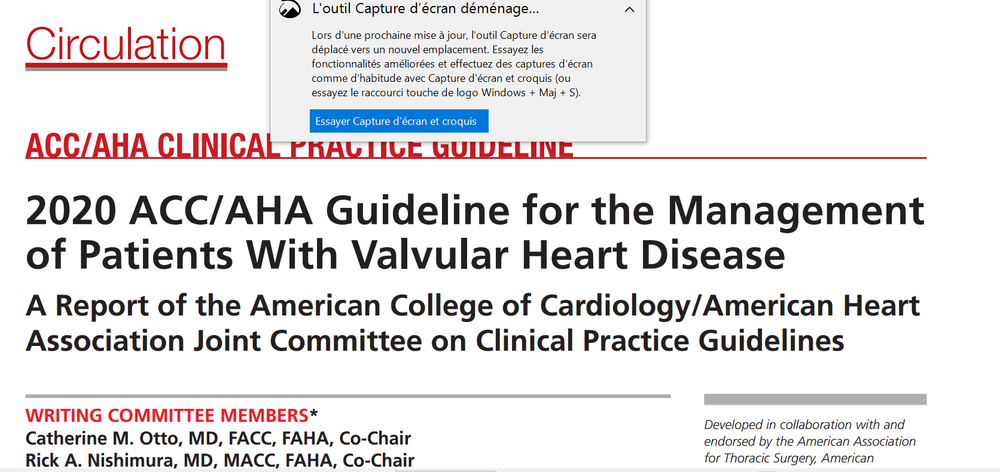 Circulation
L'outil Capture d’écran déménage...
Lors d'une prochaine mise à jour, l'outil Capture d'écran sera
déplacé vers un nouvel emplacement. Essayez les
fonctionnalités améliorées et effectuez des captures d'écran
comme d'habitude avec Capture d'écran et croquis (ou
essayez le raccourci touche de logo Windows + Maj + S).
Essayer Capture d'écran et croquis
ACC/AHA CLINICAL PRACTICE GUIDELINE
2020 ACC/AHA Guideline for the Management
of Patients With Valvular Heart Disease
A Report of the American College of Cardiology/American Heart
Association Joint Committee on Clinical Practice Guidelines
WRITING COMMITTEE MEMBERS*
Catherine M. Otto, MD, FACC, FAHA, Co-Chair
Rick A. Nishimura, MD, MACC, FAHA, Co-Chair
Developed in collaboration with and
endorsed by the American Association
for Thoracic Surgery, American